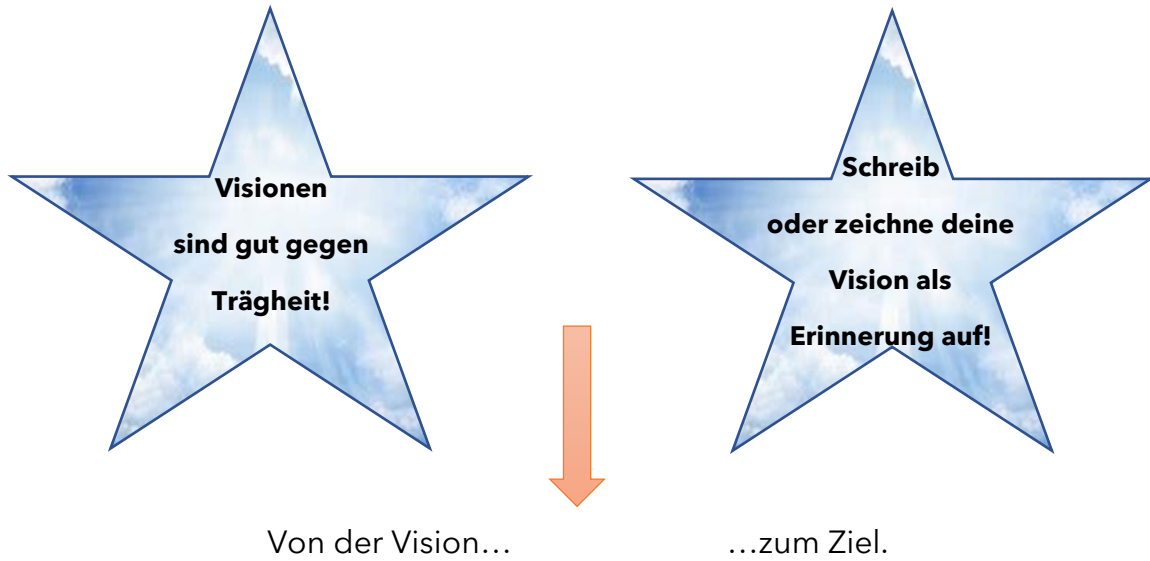 Visionen
sind gut gegen
Trägheit!
Schreib
oder zeichne deine
Vision als
Erinnerung auf!
Von der Vision… …zum Ziel.